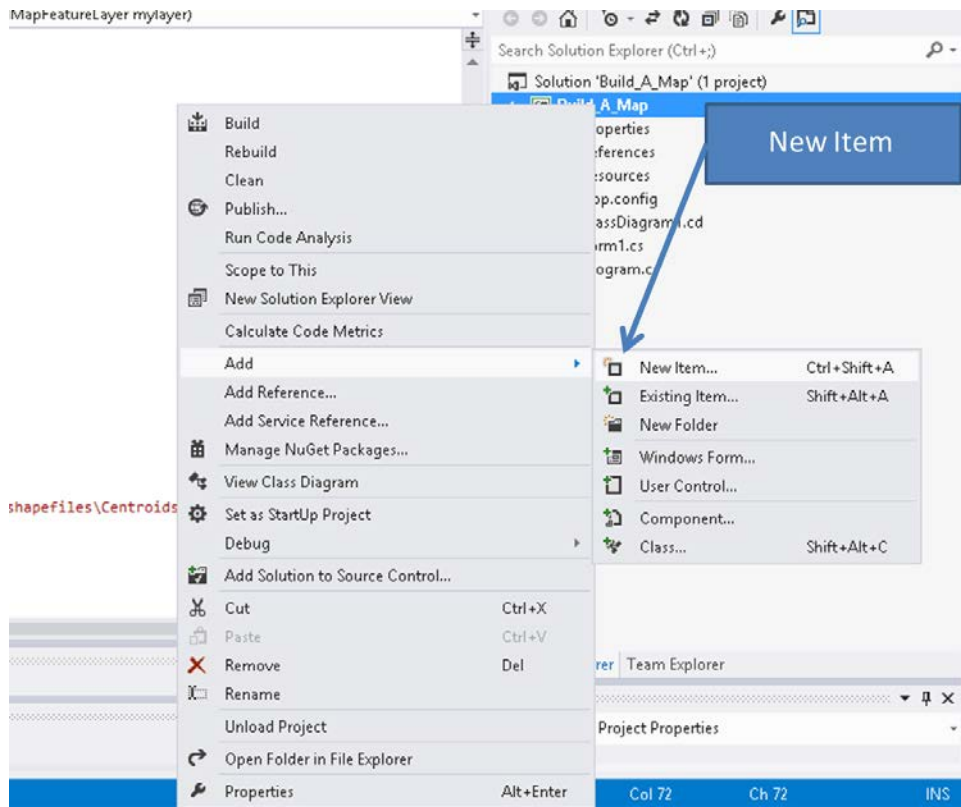 MapFeatureLayer mylayer)
Search Solution Explorer (Ctrl+;)
Solution 'Build_A_Map' (1 project)
Build_A_Map
operties
ferences
sources
pp.config
assDiagram1.cd
orm1.cs
ogram.c
New Item
Build
Rebuild
Clean
Publish...
Run Code Analysis
Scope to This
New Solution Explorer View
Calculate Code Metrics
Add
Add Reference...
Add Service Reference...
Manage NuGet Packages...
View Class Diagram
Set as StartUp Project
Debug
Add Solution to Source Control...
Cut Ctrl+X
Paste Ctrl+V
Remove Del
Rename
Unload Project
Open Folder in File Explorer
Properties Alt+Enter
New Item... Ctrl+Shift+A
Existing Item... Shift+Alt+A
New Folder
Windows Form...
User Control...
Component...
Class... Shift+Alt+C
shapefiles\Centroids
rer Team Explorer
Project Properties
Col 72 Ch 72 INS